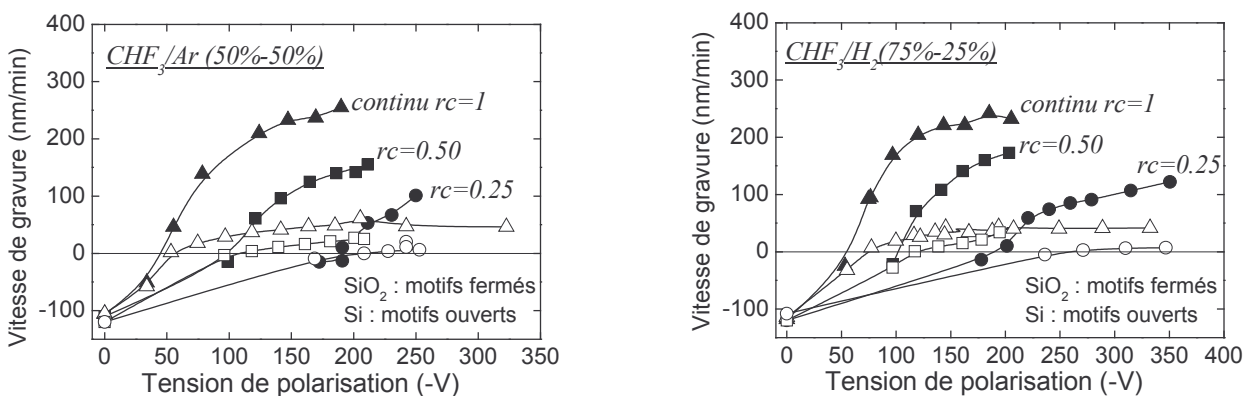 CHF3/Ar (50%-50%)
continu rc=1
rc=0.50
rc=0.25
SiO2 : motifs fermés
Si : motifs ouverts
Vitesse de gravure (nm/min)
400
300
200
100
0
-100
0 50 100 150 200 250 300 350
Tension de polarisation (-V)
CHF3/H2(75%-25%)
continu rc=1
rc=0.50
rc=0.25
SiO2 : motifs fermés
Si : motifs ouverts
Vitesse de gravure (nm/min)
400
300
200
100
0
-100
0 50 100 150 200 250 300 350 400
Tension de polarisation (-V)